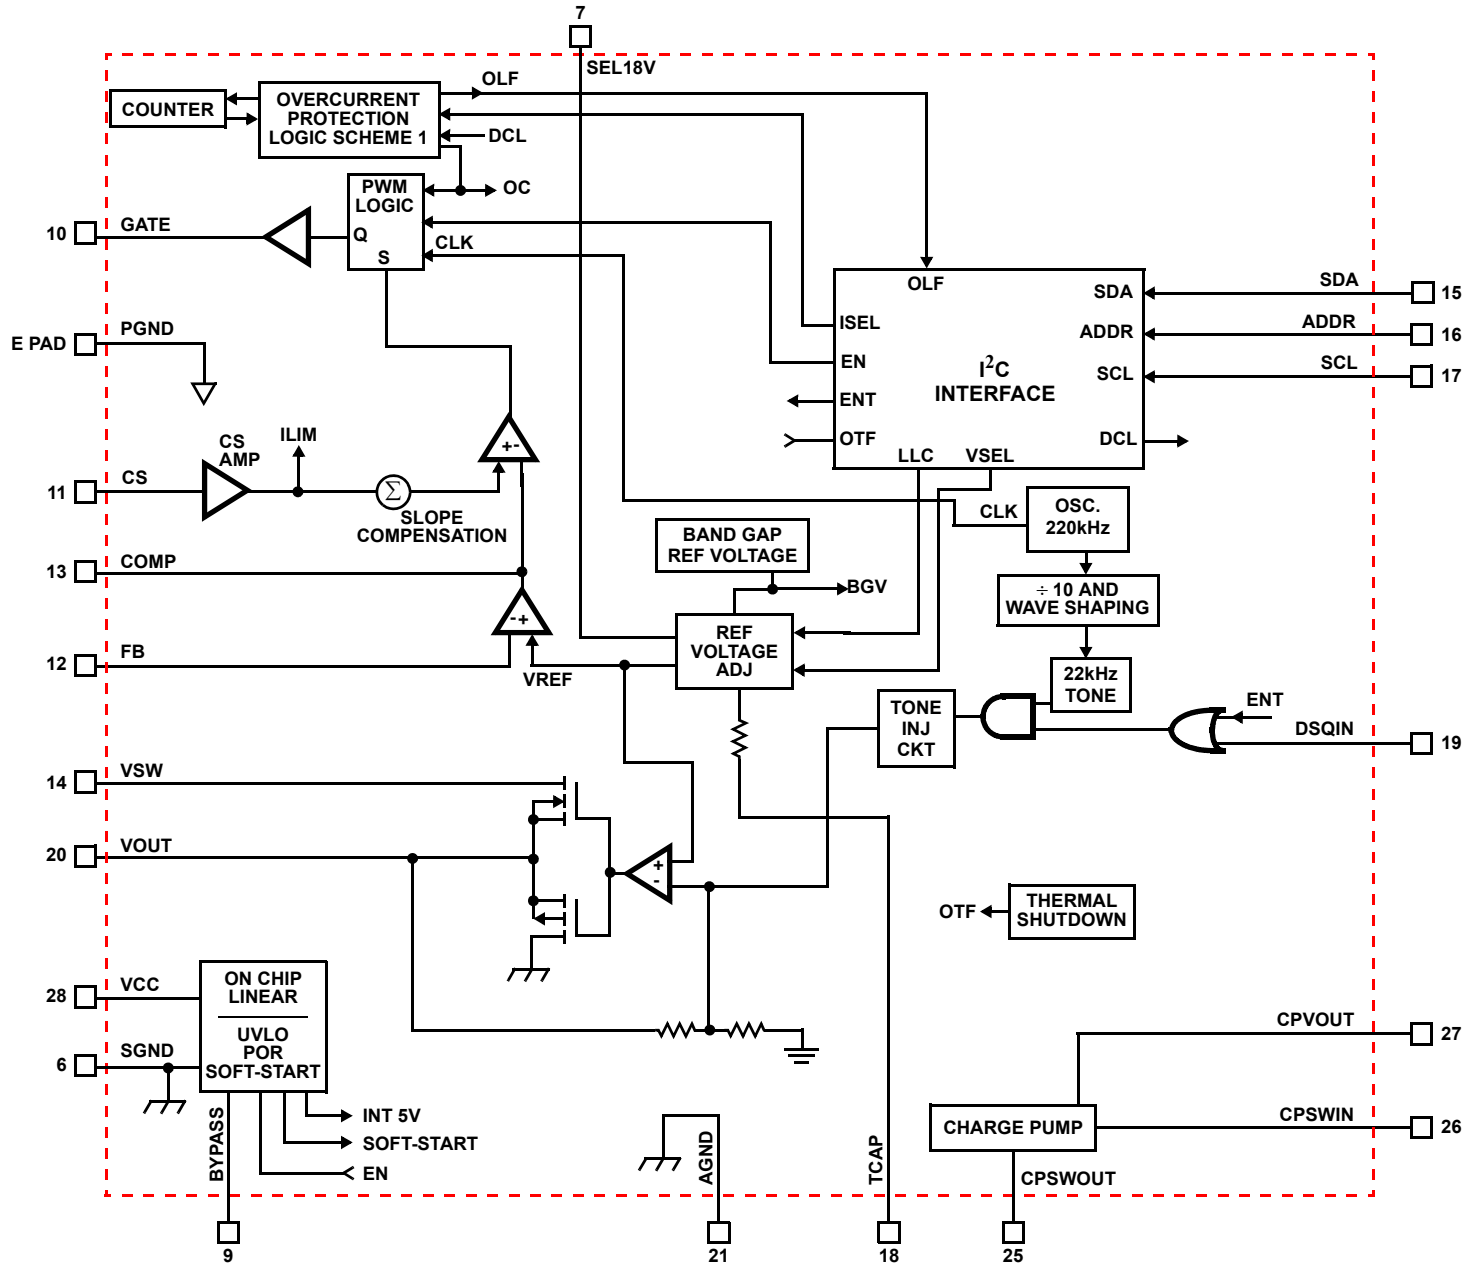 7
SEL18V
COUNTER
OVERCURRENT
PROTECTION
LOGIC SCHEME 1
OLF
DCL
OC
PWM
LOGIC
Q
S
CLK
10
GATE
E PAD
PGND
OLF
ISEL
EN
ENT
OTF
LLC
VSEL
I2C
INTERFACE
SDA
ADDR
SCL
DCL
SDA
15
ADDR
16
SCL
17
CS
AMP
ILIM
+-
11
CS
Σ
SLOPE
COMPENSATION
13
COMP
-+
12
FB
VREF
BAND GAP
REF VOLTAGE
BGV
REF
VOLTAGE
ADJ
CLK
OSC.
220kHz
÷ 10 AND
WAVE SHAPING
22kHz
TONE
TONE
INJ
CKT
ENT
DSQIN
19
14
VSW
20
VOUT
+
-
OTF
THERMAL
SHUTDOWN
28
VCC
6
SGND
ON CHIP
LINEAR
UVLO
POR
SOFT-START
INT 5V
SOFT-START
EN
BYPASS
9
AGND
21
TCAP
18
CHARGE PUMP
CPVOUT
27
CPSWIN
26
CPSWOUT
25